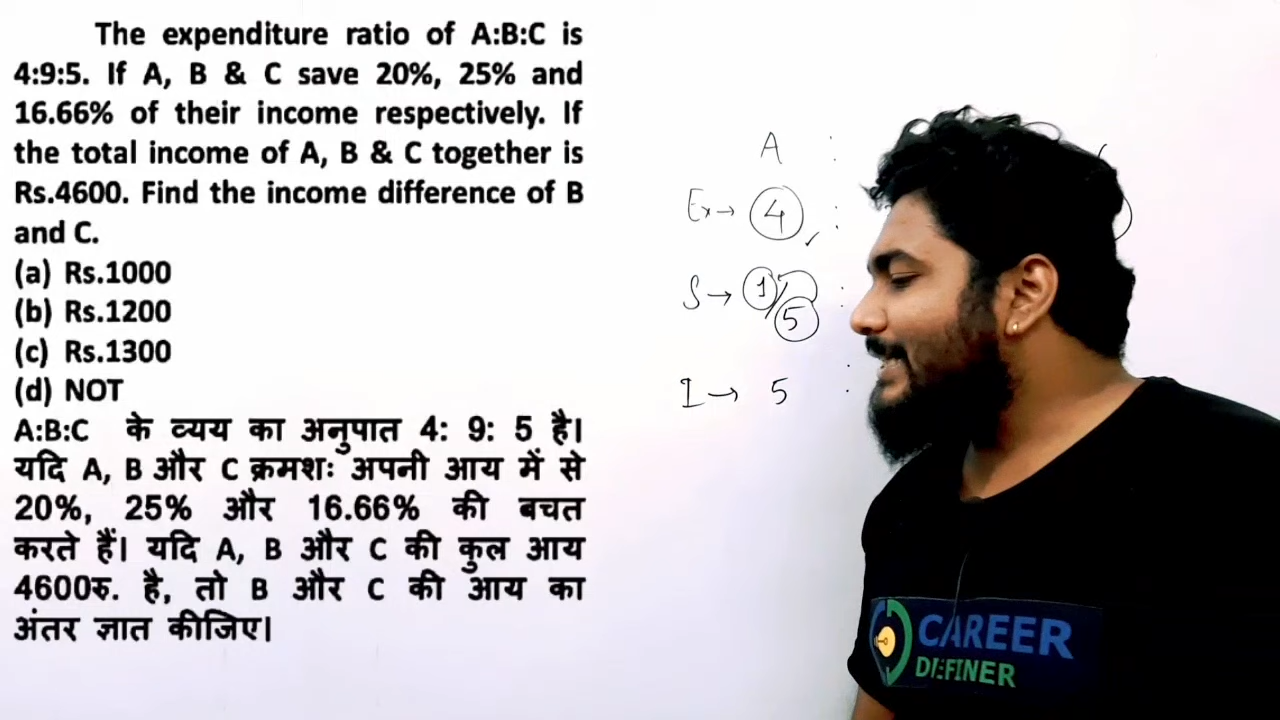 The expenditure ratio of A:B:C is
4:9:5. If A, B & C save 20%, 25% and
16.66% of their income respectively. If
the total income of A, B & C together is
Rs.4600. Find the income difference of B
and C.
(a) Rs.1000
(b) Rs.1200
(c) Rs.1300
(d) NOT
A:B:C के व्यय का अनुपात 4: 9: 5 है।
यदि A, B और C क्रमशः अपनी आय में से
20%, 25% और 16.66% की बचत
करते हैं। यदि A, B और C की कुल आय
4600रु. है, तो B और C की आय का
अंतर ज्ञात कीजिए।
A :
Ex→ 4 :
S→ 1/5 :
I→ 5 :
CAREER
DEFINER